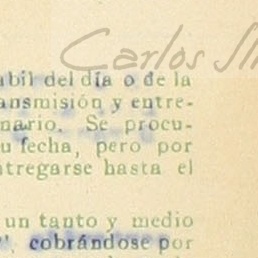 Carlos
abil del día o de la
ansmisión y entre-
nario. Se procu-
u fecha, pero por
ntregarse hasta el
un tanto y medio
cobrándose por